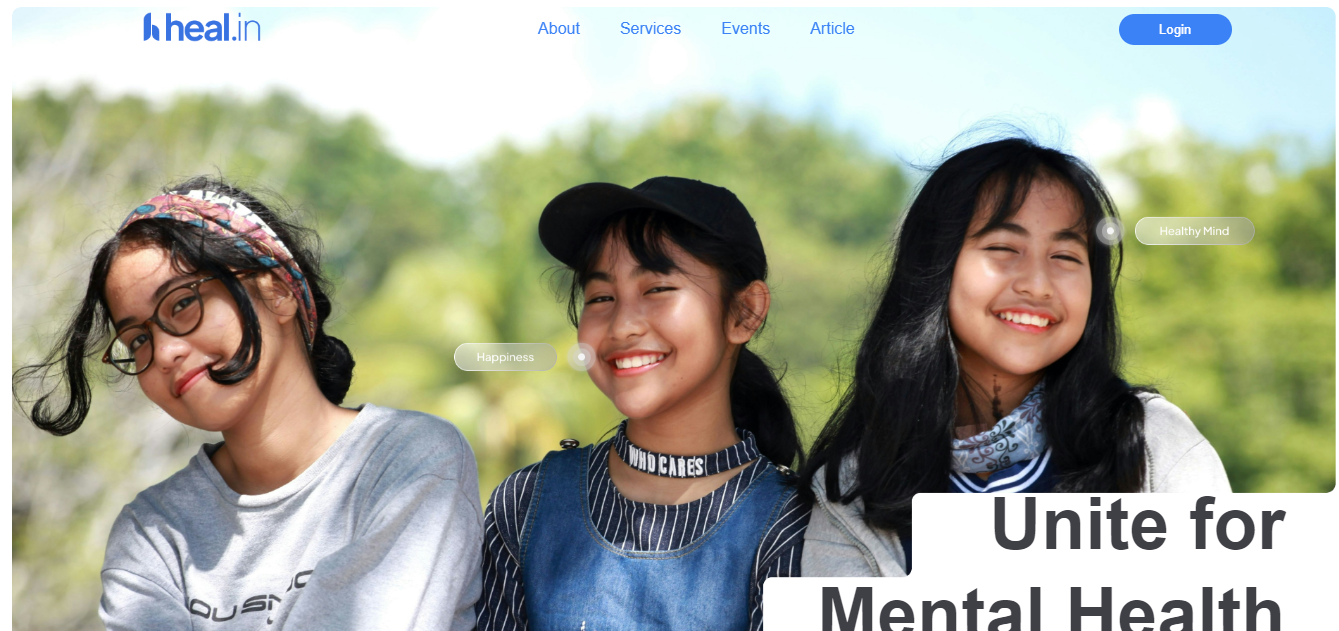 heal.in
About
Services
Events
Article
Login
Healthy Mind
Happiness
WHO CARES
Unite for
Mental Health